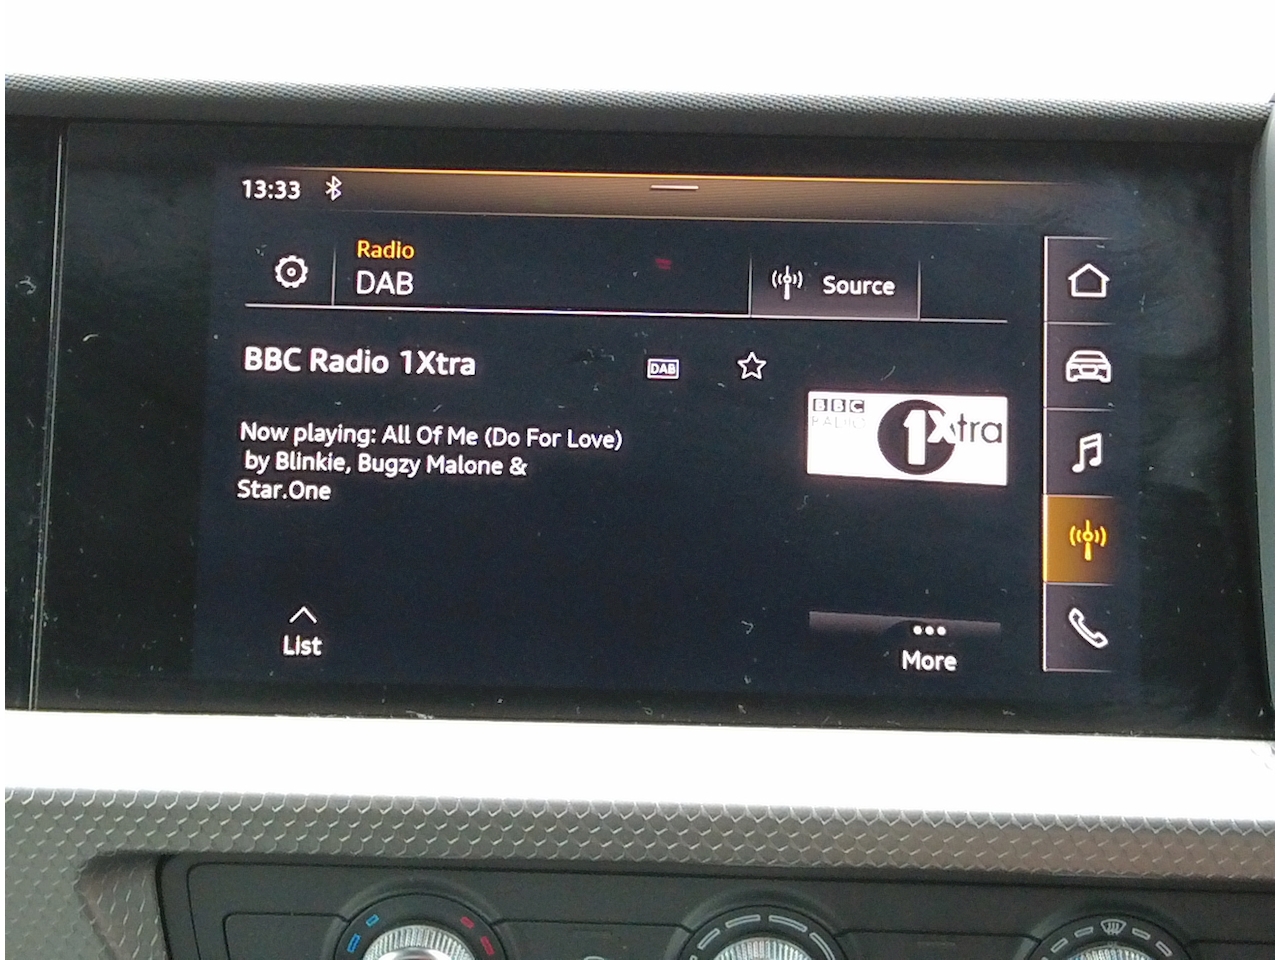 13:33
Radio
DAB
Source
BBC Radio 1Xtra
DAB
BBC
RADIO
1Xtra
Now playing: All Of Me (Do For Love)
by Blinkie, Bugzy Malone &
Star.One
List
More